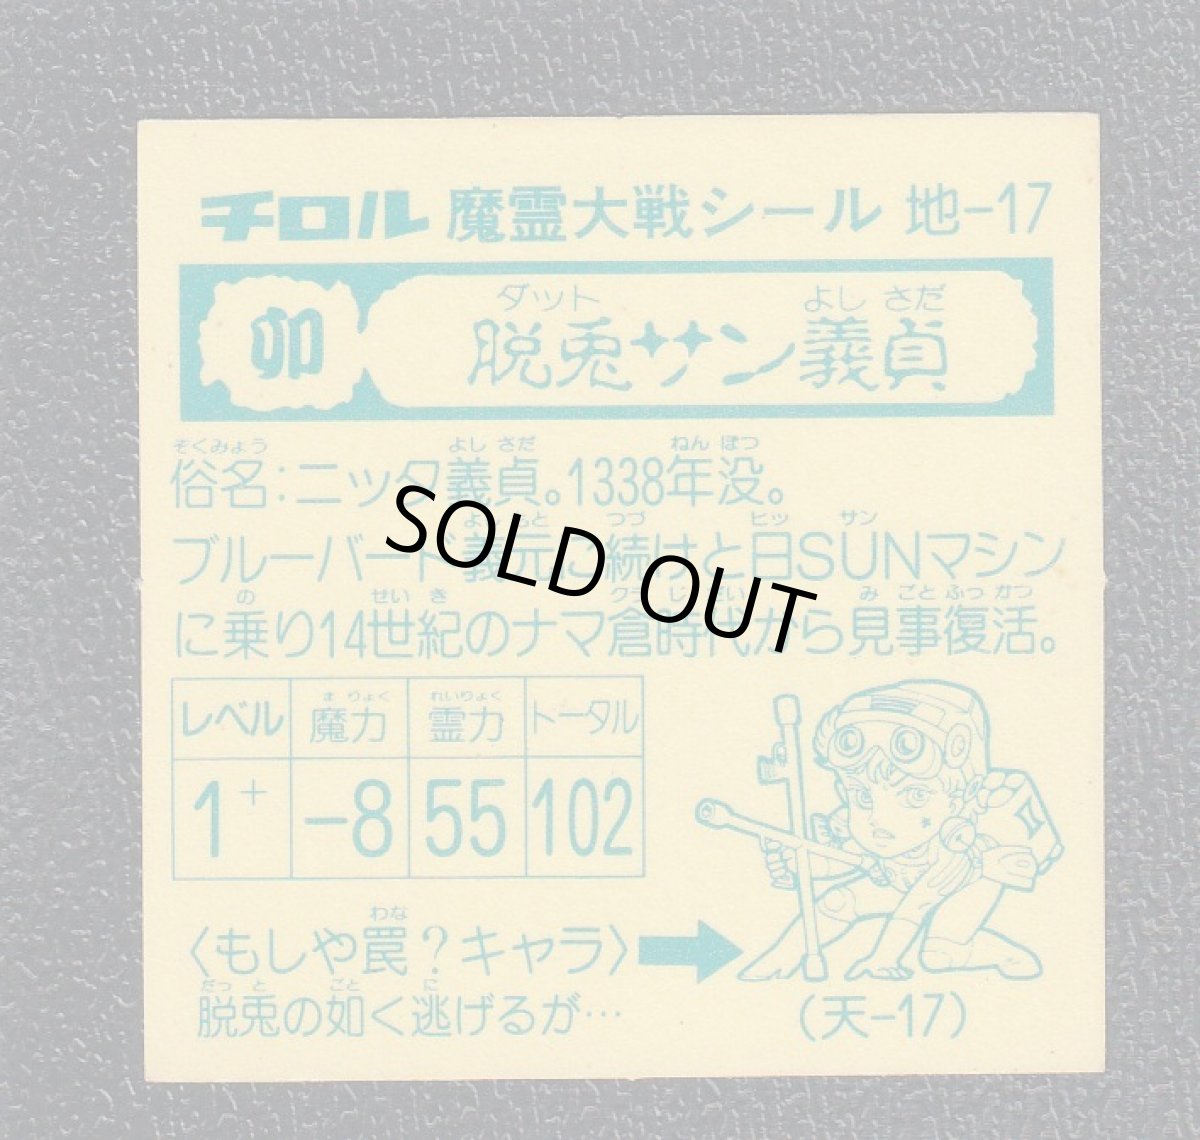 チロル 魔霊大戦シール 地-17
卯
ダット よしさだ
脱兎サン義貞
ぞくみょう よし さだ ねん ぼつ
俗名:ニッタ義貞。1338年没。
つづ ヒッ サン
ブルーバード義元に続けと日SUNマシン
の せいき み ごと ふっ かつ
に乗り14世紀のナマ倉時代から見事復活。
SOLD OUT
ま りょく れいりょく
レベル 魔力 霊力 トータル
1+ -8 55 102
わな
〈もしや罠?キャラ〉
だっ と ごと に
脱兎の如く逃げるが…
(天-17)